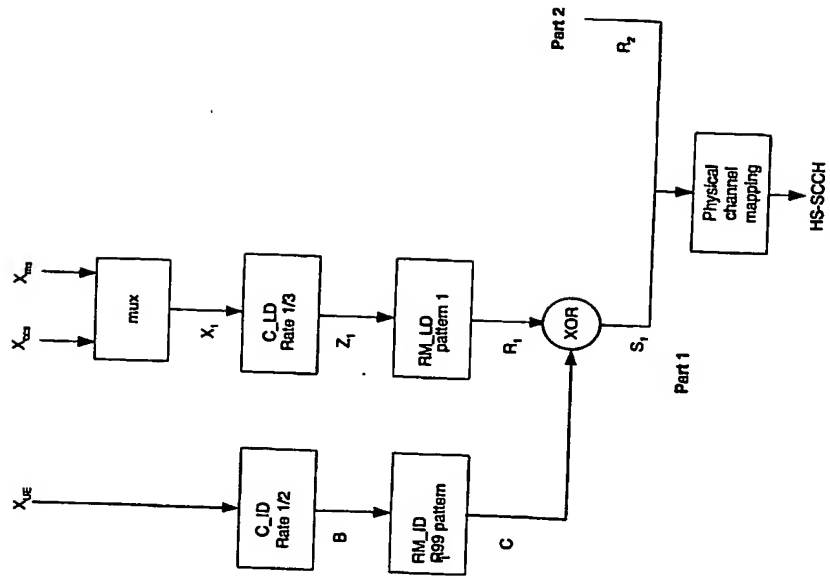 X_UE
X_ccs
X_ms
mux
X_1
C_ID
Rate 1/2
C_LD
Rate 1/3
B
Z_1
RM_ID
R99 pattern
1
RM_LD
pattern 1
C
R_1
XOR
S_1
Part 1
Part 2
R_2
Physical
channel
mapping
HS-SCCH